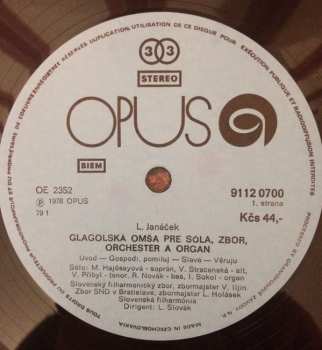 33
STEREO
OPUS
BIEM
OE 2352
℗ 1978 OPUS
79 1
9112 0700
1. strana
Kčs 44,-
L. Janáček
GLAGOLSKÁ OMŠA PRE SÓLA, ZBOR,
ORCHESTER A ORGAN
Úvod — Gospodi, pomiluj — Slava — Věruju
Sólo: M. Hajóssyová - soprán, V. Stracenská - alt,
V. Přibyl - tenor, R. Novák - bas, I. Sokol - organ
Slovenský filharmonický zbor, zbormajster V. Iljin
Zbor SND v Bratislave, zbormajster L. Holásek
Slovenská filharmónia
Dirigent: L. Slovák
MADE IN CZECHOSLOVAKIA